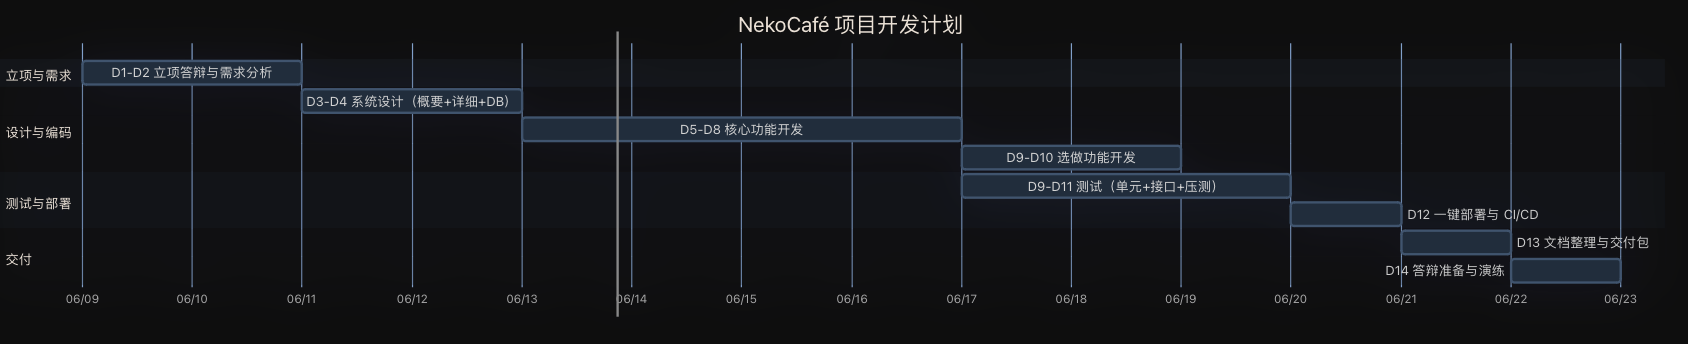 NekoCafé 项目开发计划
立项与需求
D1-D2 立项答辩与需求分析
D3-D4 系统设计（概要+详细+DB）
设计与编码
D5-D8 核心功能开发
D9-D10 选做功能开发
D9-D11 测试（单元+接口+压测）
测试与部署
D12 一键部署与 CI/CD
D13 文档整理与交付包
交付
D14 答辩准备与演练
06/09 06/10 06/11 06/12 06/13 06/14 06/15 06/16 06/17 06/18 06/19 06/20 06/21 06/22 06/23